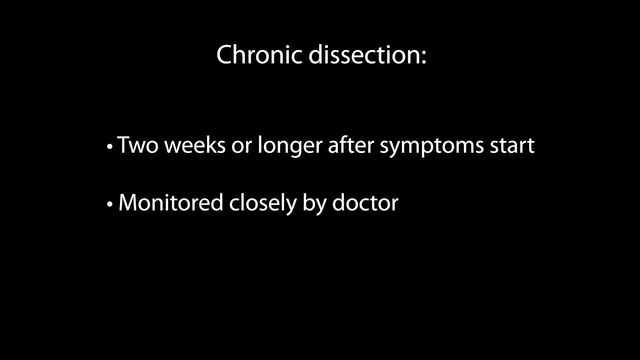 Chronic dissection:
• Two weeks or longer after symptoms start
• Monitored closely by doctor